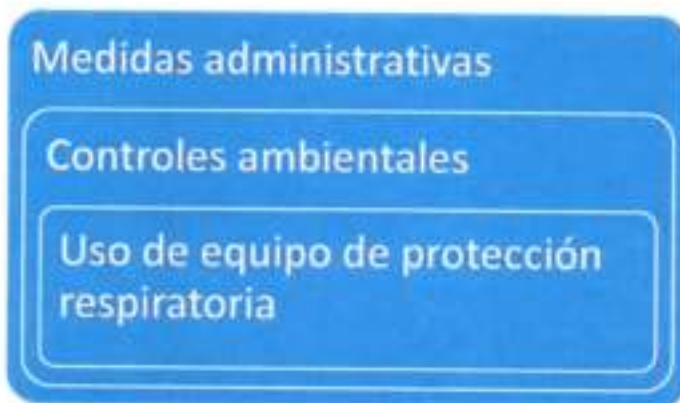 Medidas administrativas
Controles ambientales
Uso de equipo de protección
respiratoria